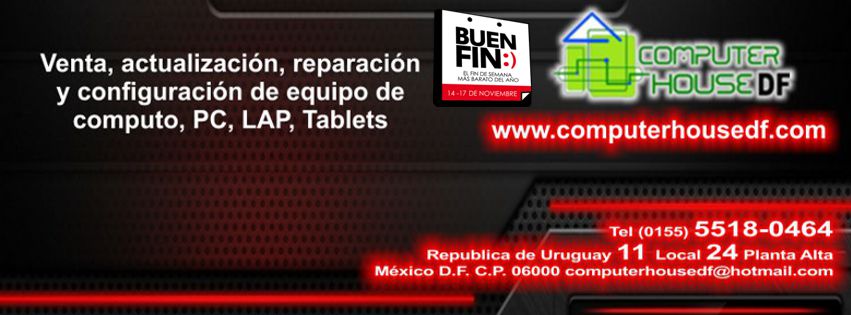 Venta, actualización, reparación
y configuración de equipo de
computo, PC, LAP, Tablets
BUEN
FIN:)
EL FIN DE SEMANA
MÁS BARATO DEL AÑO
14-17 DE NOVIEMBRE
COMPUTER
HOUSE DF
www.computerhousedf.com
Tel (0155) 5518-0464
Republica de Uruguay 11 Local 24 Planta Alta
México D.F. C.P. 06000 computerhousedf@hotmail.com